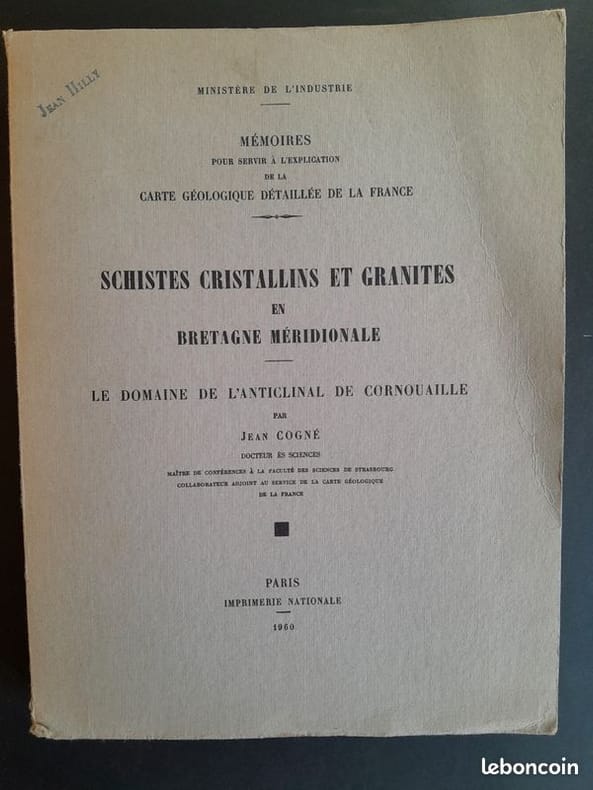 JEAN HILLY
MINISTÈRE DE L'INDUSTRIE
MÉMOIRES
POUR SERVIR À L'EXPLICATION
DE LA
CARTE GÉOLOGIQUE DÉTAILLÉE DE LA FRANCE
SCHISTES CRISTALLINS ET GRANITES
EN
BRETAGNE MÉRIDIONALE
LE DOMAINE DE L'ANTICLINAL DE CORNOUAILLE
PAR
JEAN COGNÉ
DOCTEUR ÈS SCIENCES
MAÎTRE DE CONFÉRENCES À LA FACULTÉ DES SCIENCES DE STRASBOURG
COLLABORATEUR ADJOINT AU SERVICE DE LA CARTE GÉOLOGIQUE
DE LA FRANCE
PARIS
IMPRIMERIE NATIONALE
1960
leboncoin